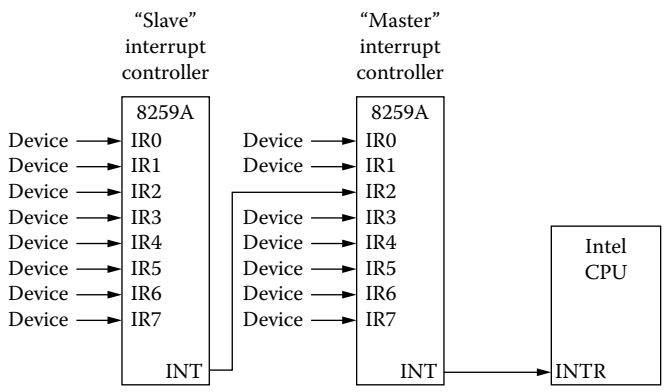 “Slave”
interrupt
controller
“Master”
interrupt
controller
8259A
8259A
Device IR0 Device IR0
Device IR1 Device IR1
Device IR2 IR2
Device IR3 Device IR3
Device IR4 Device IR4
Device IR5 Device IR5
Device IR6 Device IR6
Device IR7 Device IR7
INT
INT
Intel
CPU
INTR